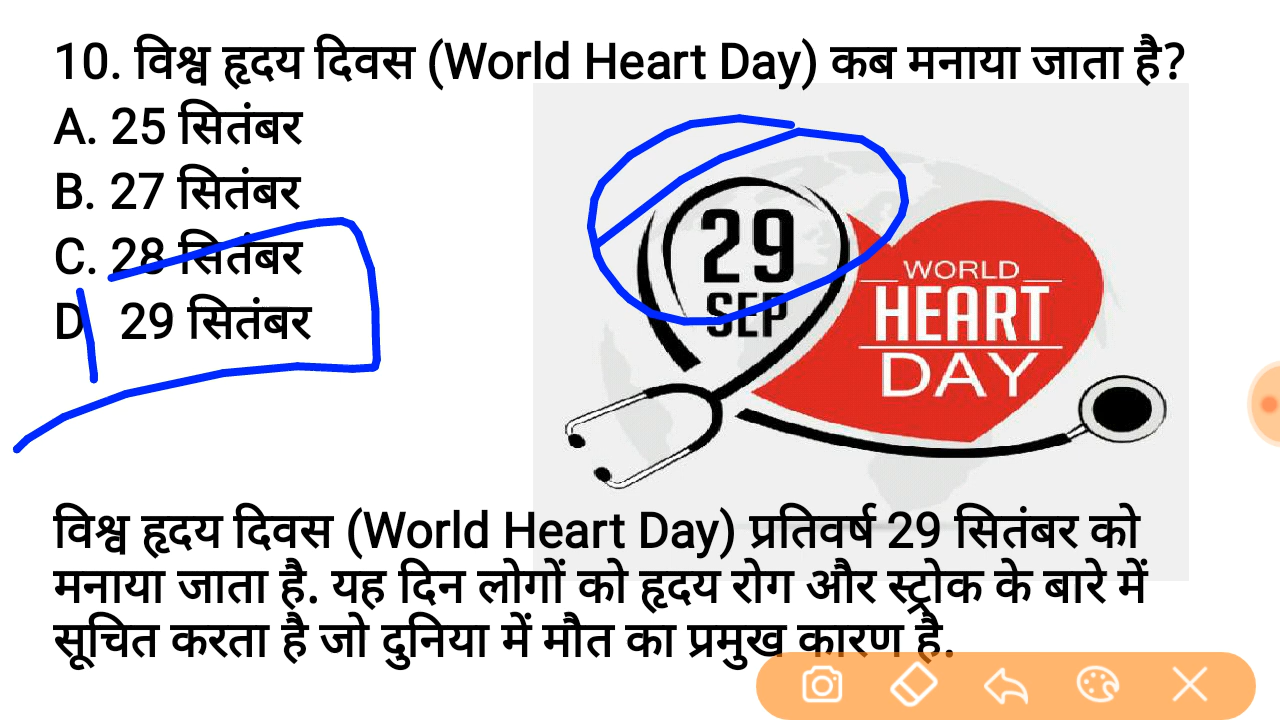 10. विश्व हृदय दिवस (World Heart Day) कब मनाया जाता है?
A. 25 सितंबर
B. 27 सितंबर
C. 28 सितंबर
D 29 सितंबर
29
SEP
WORLD
HEART
DAY
विश्व हृदय दिवस (World Heart Day) प्रतिवर्ष 29 सितंबर को
मनाया जाता है. यह दिन लोगों को हृदय रोग और स्ट्रोक के बारे में
सूचित करता है जो दुनिया में मौत का प्रमुख कारण है.